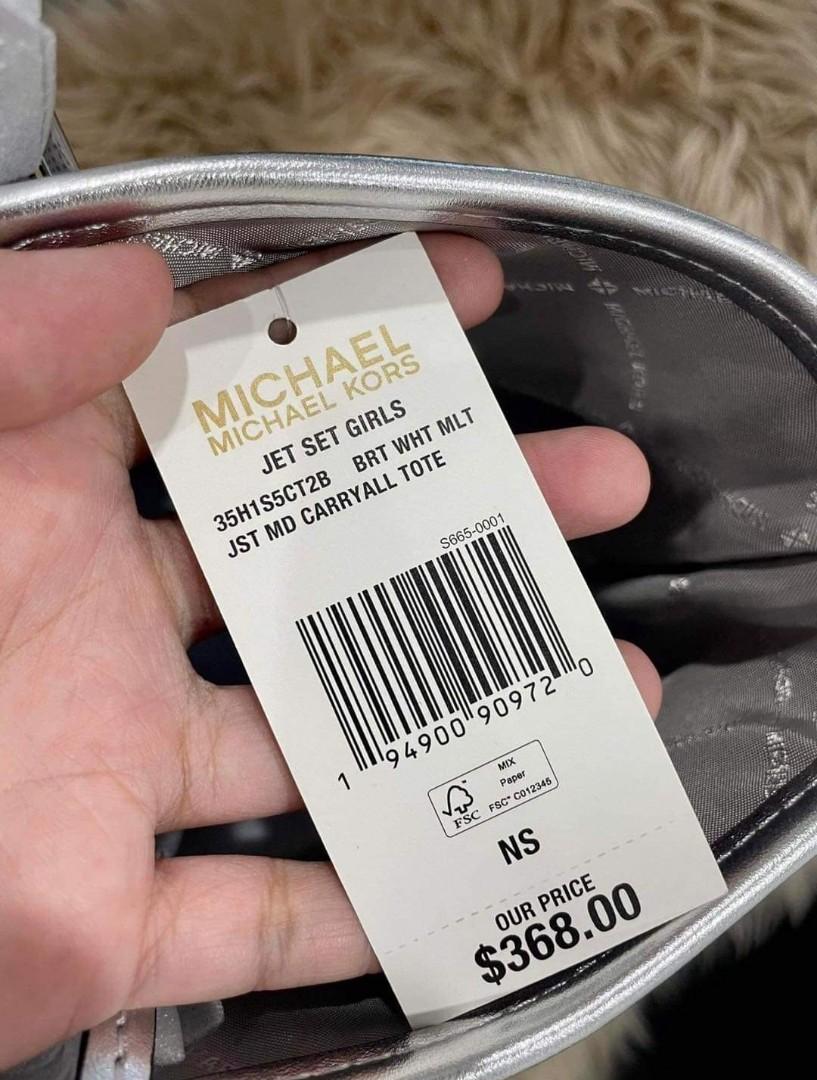 MICHAEL
MICHAEL KORS
JET SET GIRLS
35H1S5CT2B BRT WHT MLT
JST MD CARRYALL TOTE
S665-0001
1 94900 90972 0
FSC™
MIX
Paper
FSC® C012345
NS
OUR PRICE
$368.00